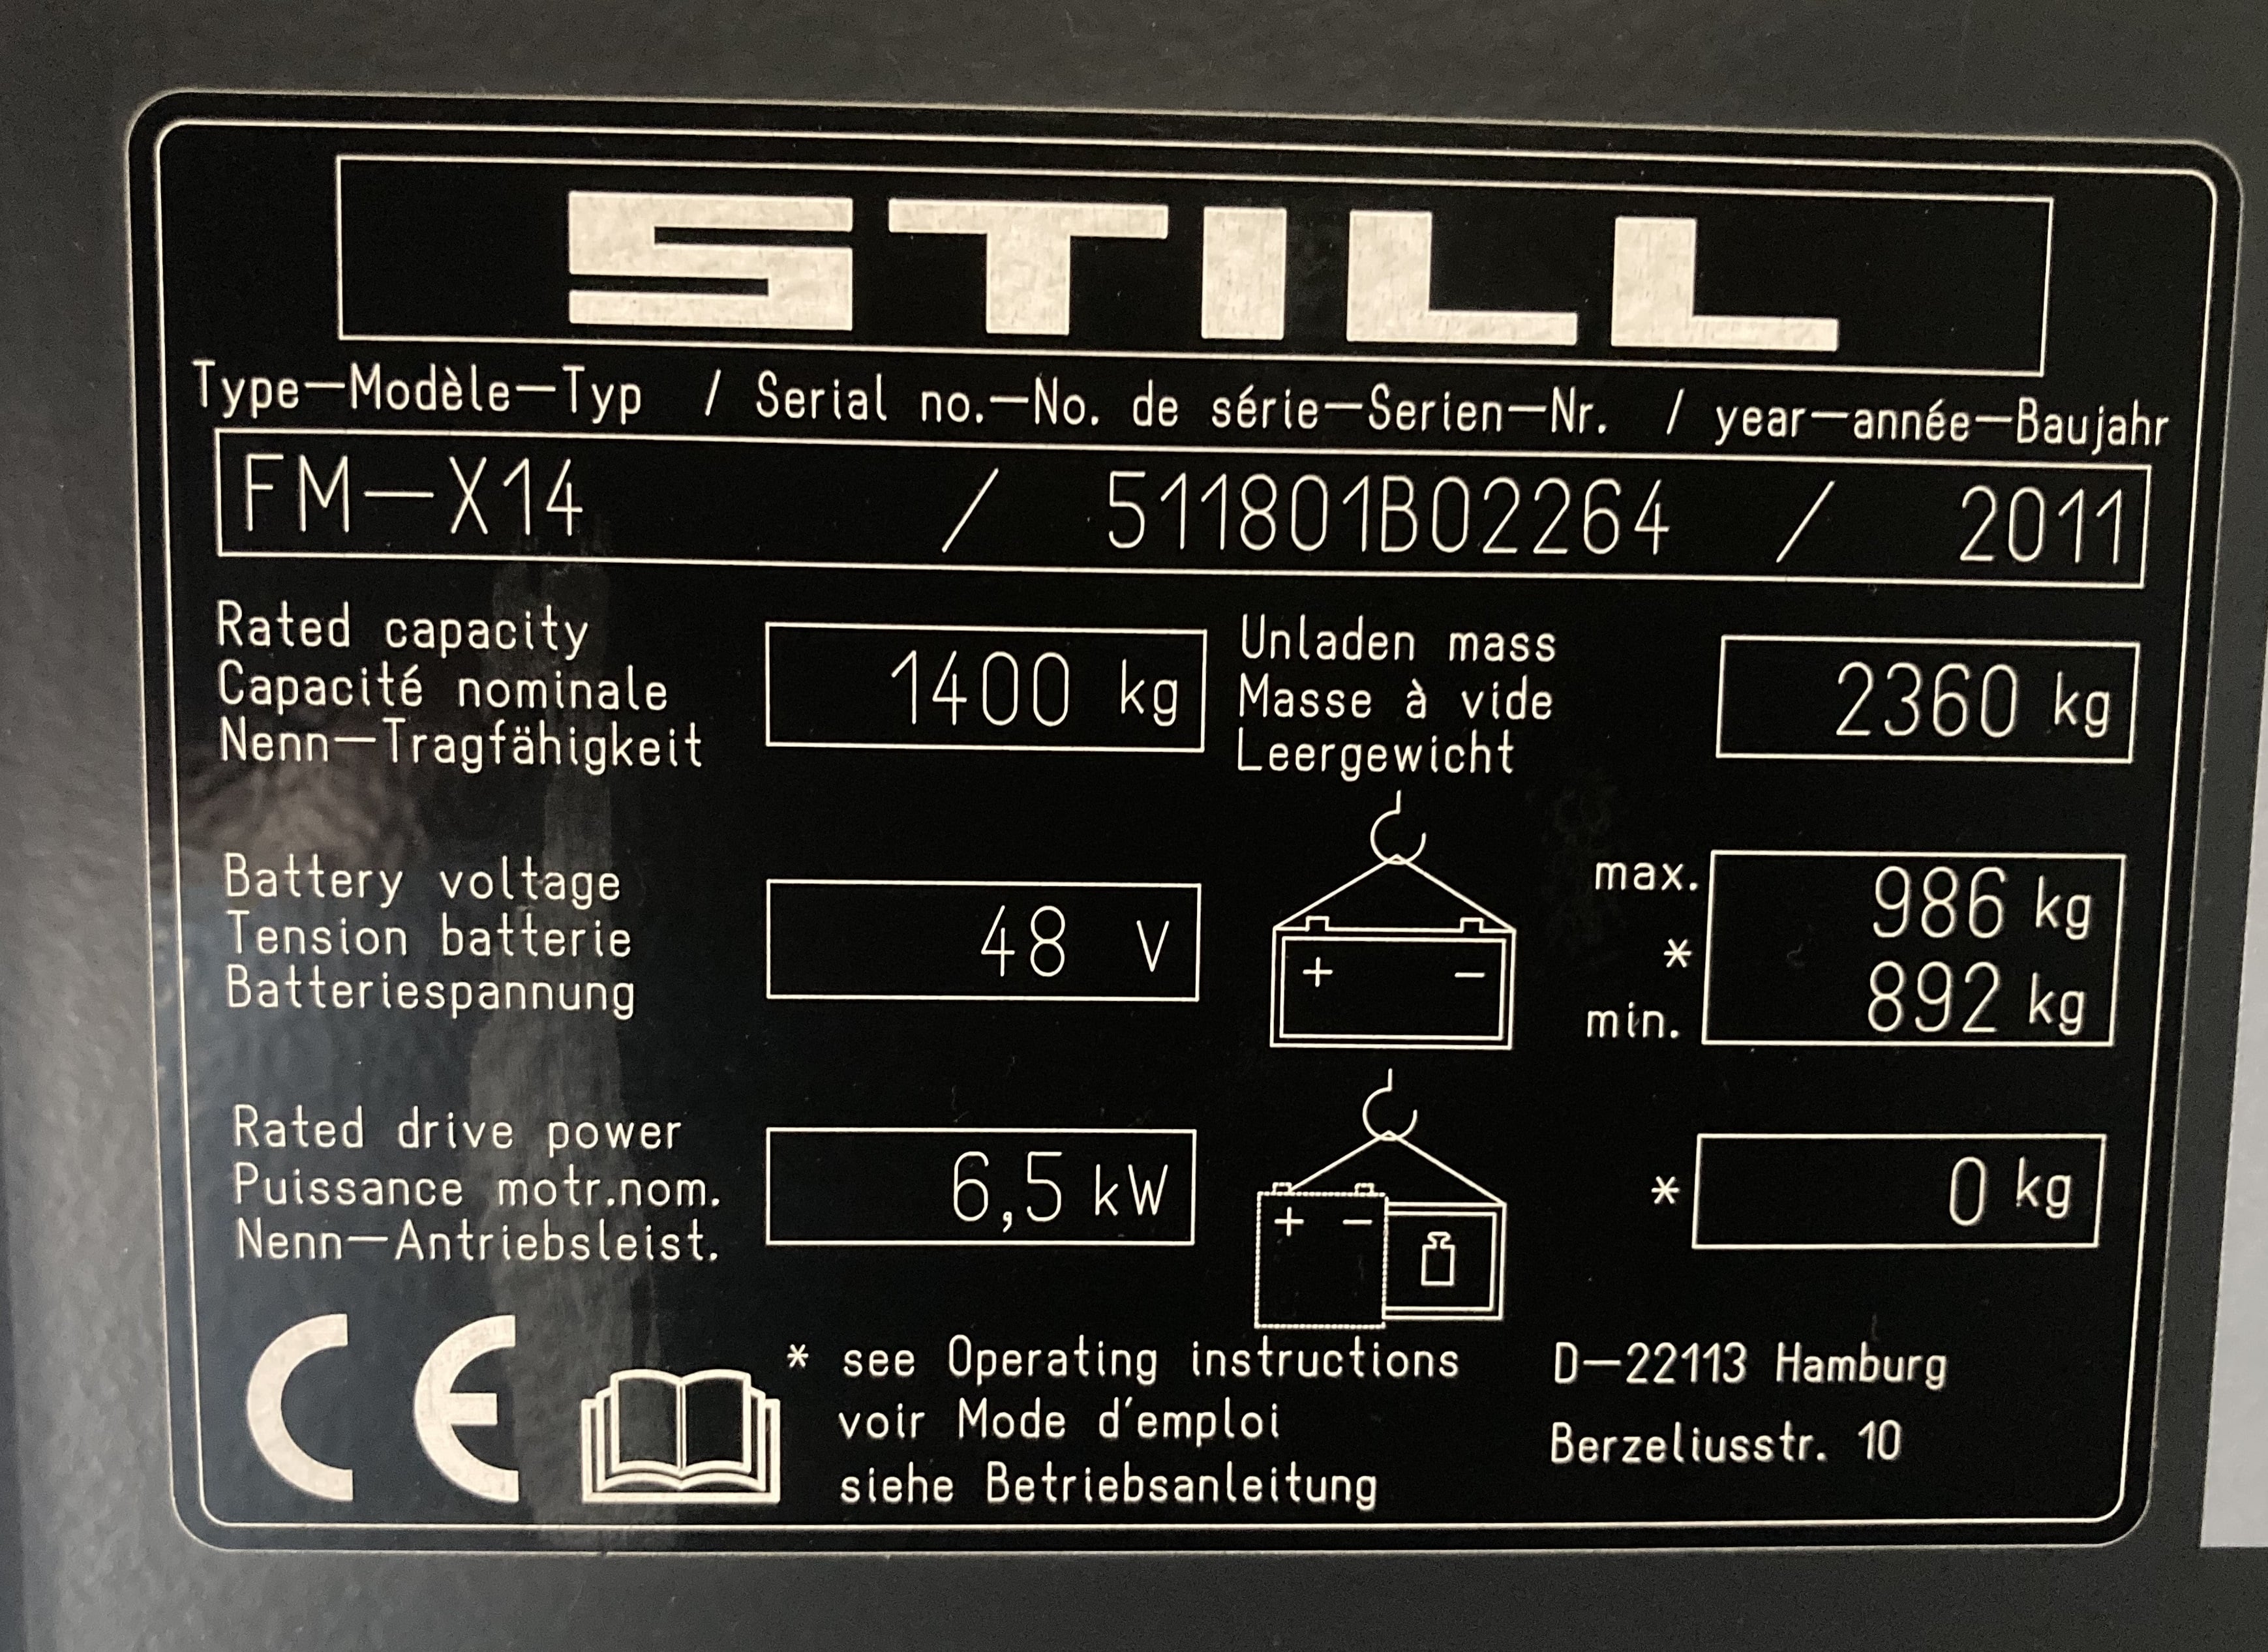 STILL
Type–Modèle–Typ / Serial no.–No. de série–Serien–Nr. / year–année–Baujahr
FM–X14 / 511801B02264 / 2011
Rated capacity
Capacité nominale
Nenn–Tragfähigkeit
1400 kg
Unladen mass
Masse à vide
Leergewicht
2360 kg
Battery voltage
Tension batterie
Batteriespannung
48 V
+ –
max.
*
min.
986 kg
892 kg
Rated drive power
Puissance motr.nom.
Nenn–Antriebsleist.
6,5 kW
+ –
* 0 kg
CE
* see Operating instructions
voir Mode d'emploi
siehe Betriebsanleitung
D–22113 Hamburg
Berzeliusstr. 10